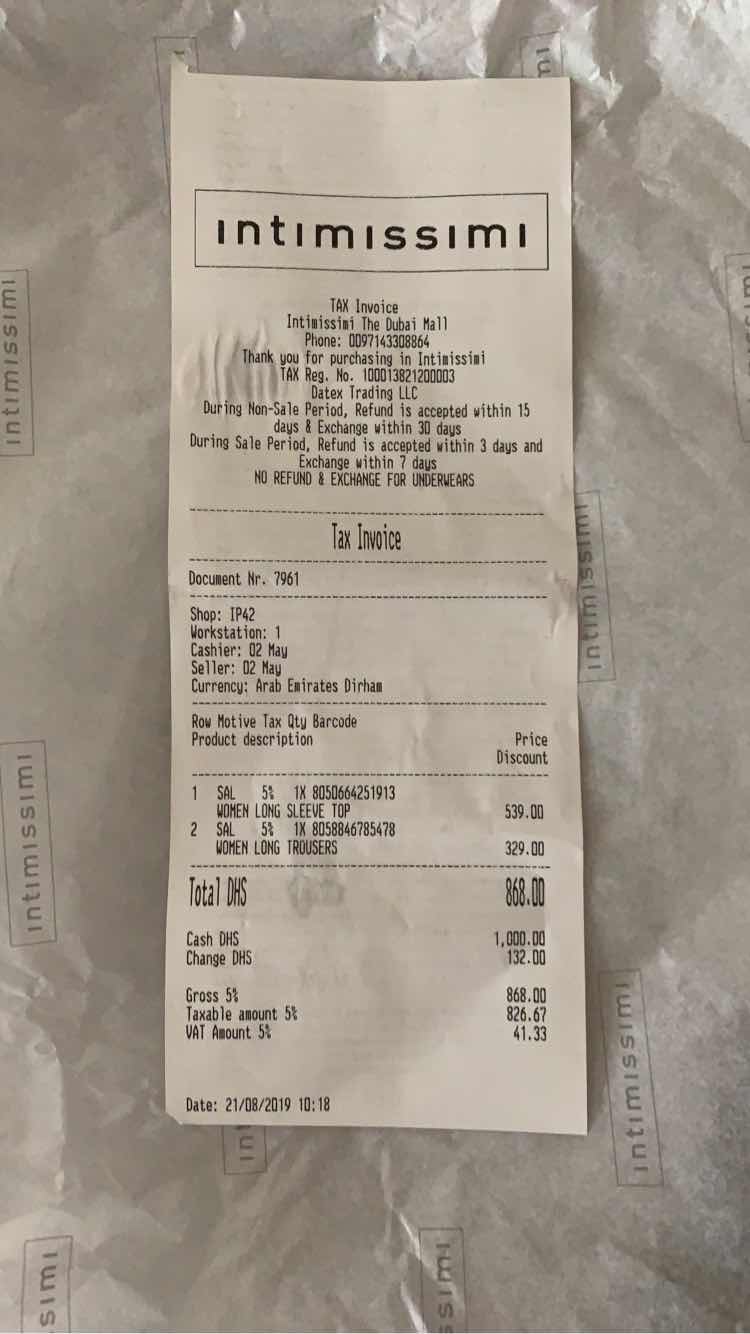 intimissimi
TAX Invoice
Intimissimi The Dubai Mall
Phone: 0097143308864
Thank you for purchasing in Intimissimi
TAX Reg. No. 100013821200003
Datex Trading LLC
During Non-Sale Period, Refund is accepted within 15
days & Exchange within 30 days
During Sale Period, Refund is accepted within 3 days and
Exchange within 7 days
NO REFUND & EXCHANGE FOR UNDERWEARS
Tax Invoice
Document Nr. 7961
Shop: IP42
Workstation: 1
Cashier: 02 May
Seller: 02 May
Currency: Arab Emirates Dirham
Row Motive Tax Qty Barcode
Product description Price
Discount
1 SAL 5% 1X 8050664251913
WOMEN LONG SLEEVE TOP 539.00
2 SAL 5% 1X 8058846785478
WOMEN LONG TROUSERS 329.00
Total DHS 868.00
Cash DHS 1,000.00
Change DHS 132.00
Gross 5% 868.00
Taxable amount 5% 826.67
VAT Amount 5% 41.33
Date: 21/08/2019 10:18
intimissimi
intimissimi
intimissimi
intimissimi